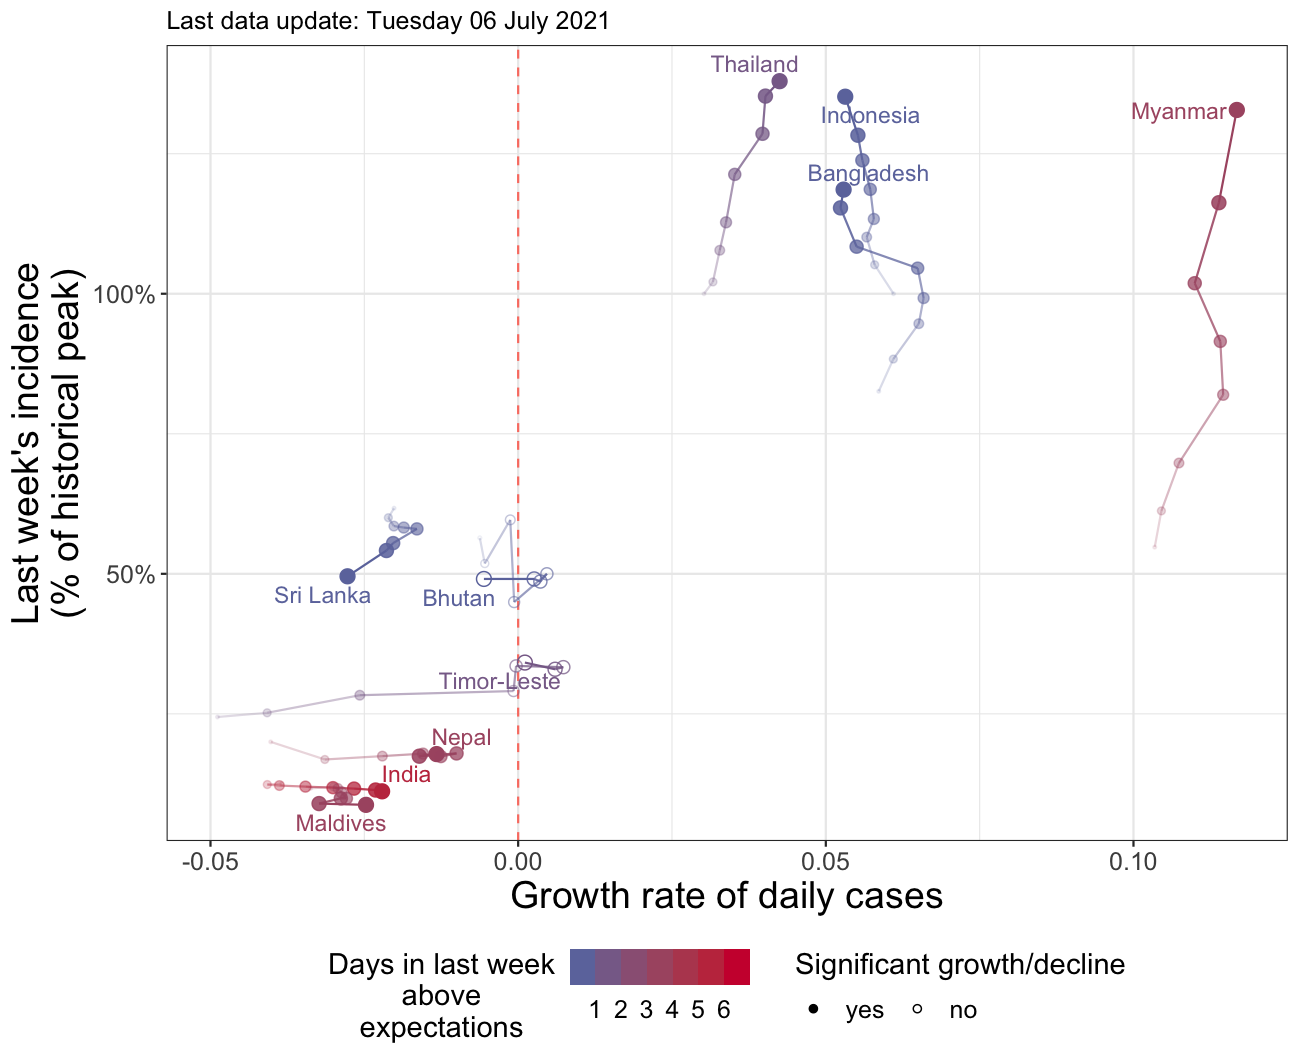 Last data update: Tuesday 06 July 2021
Thailand
Indonesia
Myanmar
Bangladesh
Last week's incidence
(% of historical peak)
100%
50%
Sri Lanka
Bhutan
Timor-Leste
Nepal
India
Maldives
-0.05 0.00 0.05 0.10
Growth rate of daily cases
Days in last week
above
expectations
1 2 3 4 5 6
Significant growth/decline
yes no